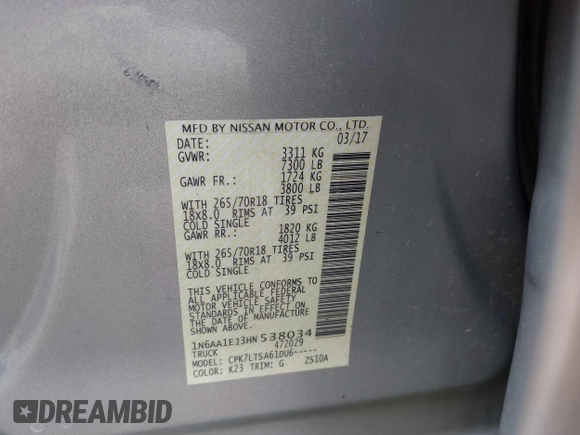 MFD BY NISSAN MOTOR CO., LTD.
DATE: 03/17
GVWR: 3311 KG
7300 LB
GAWR FR.: 1724 KG
3800 LB
WITH 265/70R18 TIRES
18x8.0 RIMS AT 39 PSI
COLD SINGLE
GAWR RR.: 1820 KG
4012 LB
WITH 265/70R18 TIRES
18x8.0 RIMS AT 39 PSI
COLD SINGLE
THIS VEHICLE CONFORMS TO
ALL APPLICABLE FEDERAL
MOTOR VEHICLE SAFETY
STANDARDS IN EFFECT ON
THE DATE OF MANUFACTURE
SHOWN ABOVE
1N6AA1E13HN538034
TRUCK 472029
MODEL: CPK7LTSA61DU6-----
COLOR: K23 TRIM: G ZS10A
DREAMBID